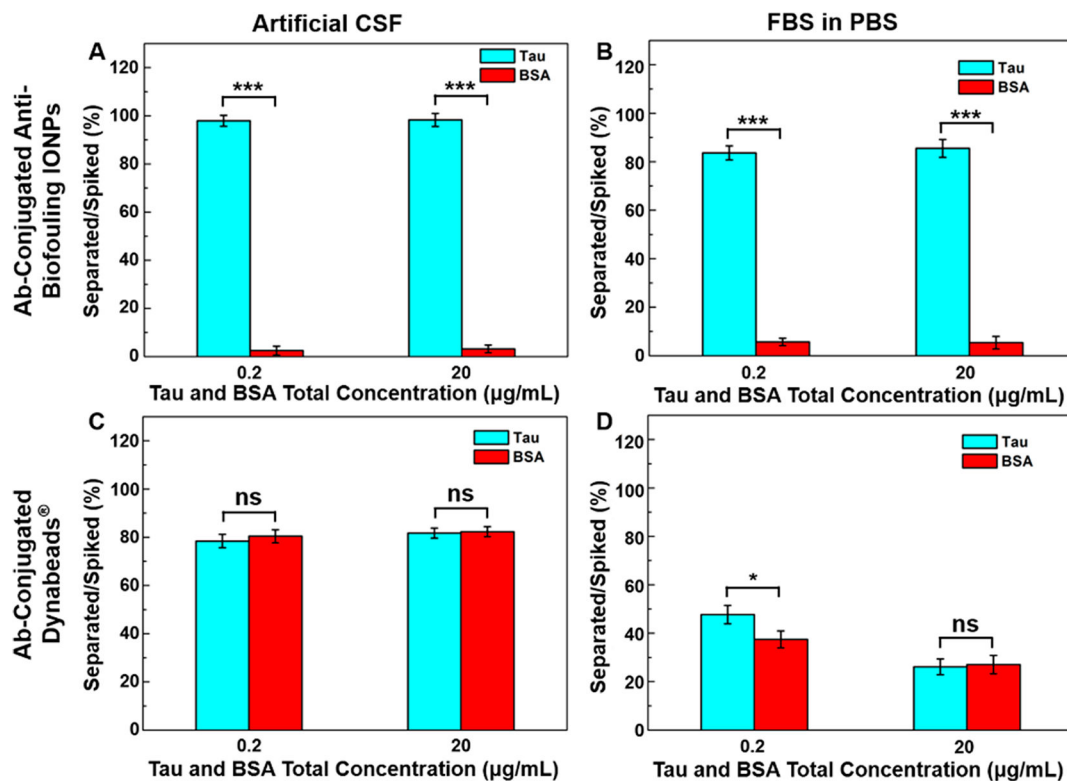 Artificial CSF
FBS in PBS
Ab-Conjugated Anti-
Biofouling IONPs
A
Separated/Spiked (%)
120
100
80
60
40
20
0
Tau
BSA
***
***
0.2
20
Tau and BSA Total Concentration (µg/mL)
B
Separated/Spiked (%)
120
100
80
60
40
20
0
Tau
BSA
***
***
0.2
20
Tau and BSA Total Concentration (µg/mL)
Ab-Conjugated
Dynabeads®
C
Separated/Spiked (%)
120
100
80
60
40
20
0
Tau
BSA
ns
ns
0.2
20
Tau and BSA Total Concentration (µg/mL)
D
Separated/Spiked (%)
120
100
80
60
40
20
0
Tau
BSA
*
ns
0.2
20
Tau and BSA Total Concentration (µg/mL)